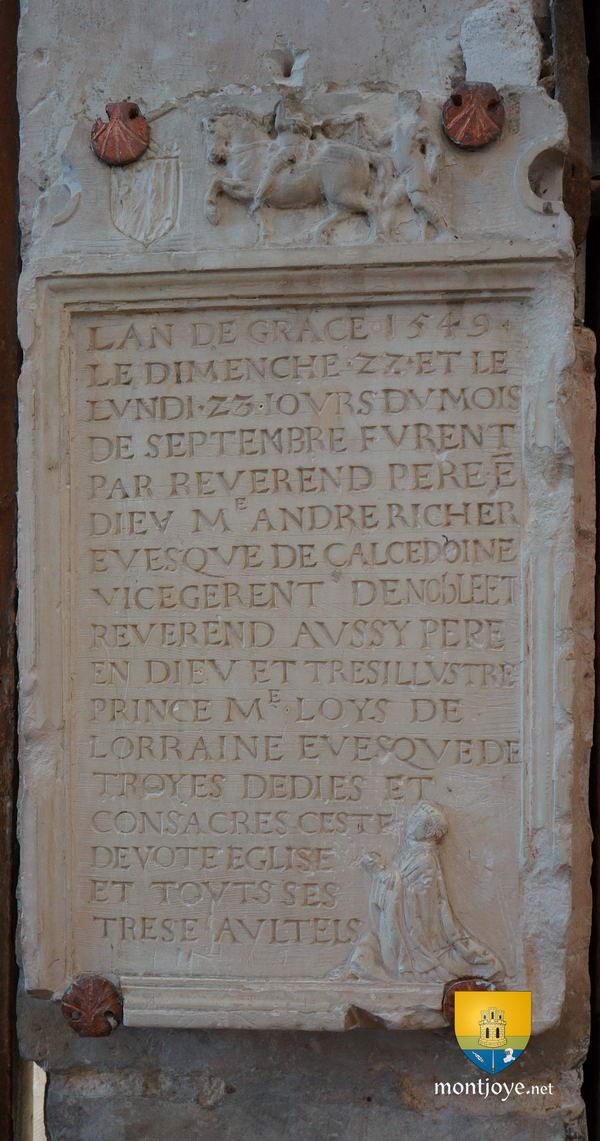 LAN DE GRACE · 1549 ·
LE DIMENCHE · 22 · ET LE
LVNDI · 23 · IOVRS DV MOIS
DE SEPTEMBRE FVRENT
PAR REVEREND PERE Ē
DIEV Mᴱ ANDRE RICHER
EVESQVE DE CALCEDOINE
VICEGERENT DE NOBLE ET
REVEREND AVSSY PERE
EN DIEV ET TRESILLVSTRE
PRINCE Mᴱ · LOYS DE
LORRAINE EVESQVE DE
TROYES DEDIES ET
CONSACRES CESTE
DEVOTE EGLISE
ET TOVTS SES
TRESE AVLTELS
montjoye.net